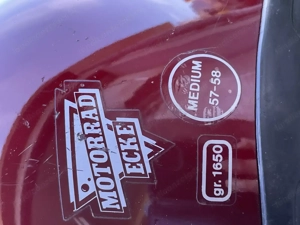 MOTORRAD
ECKE
MEDIUM
57-58
gr. 1650